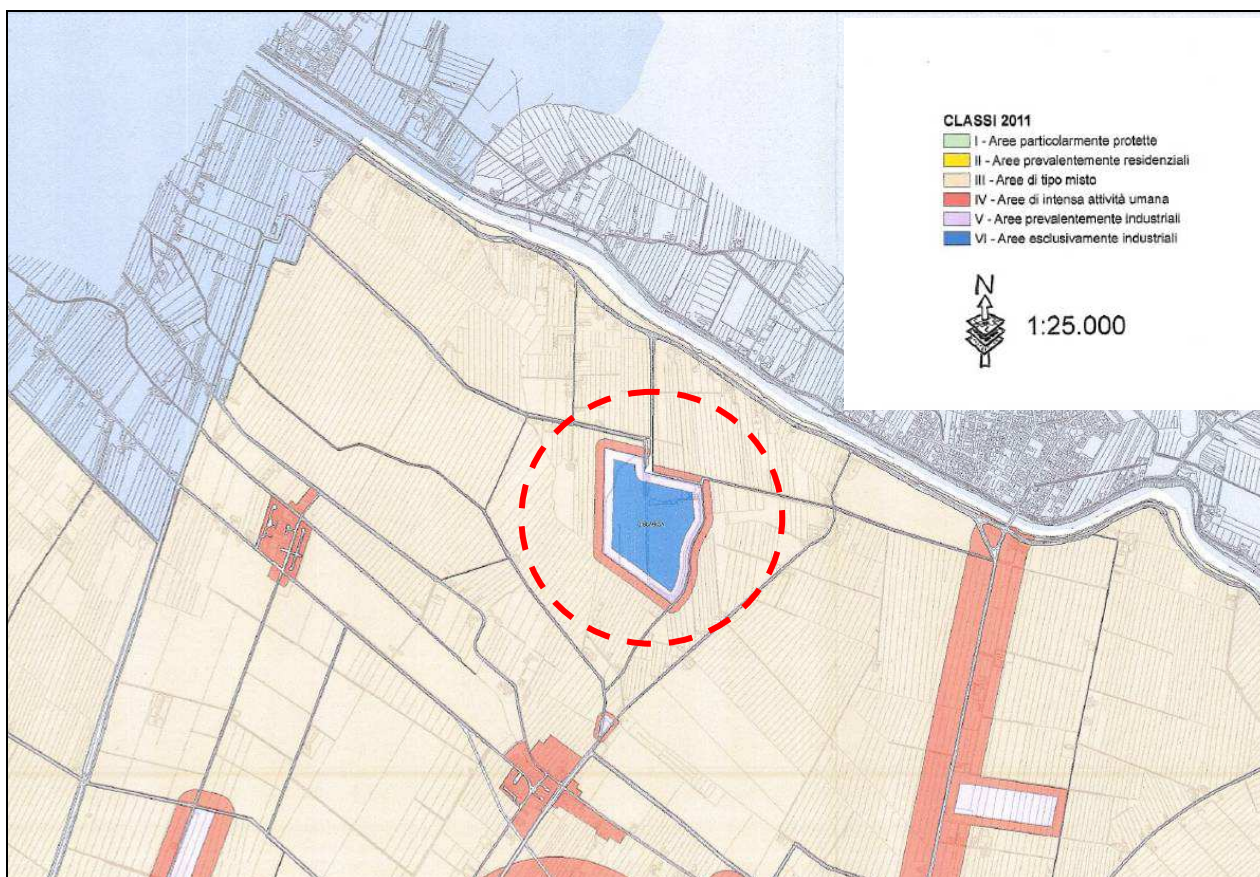 CLASSI 2011
I - Aree particolarmente protette
II - Aree prevalentemente residenziali
III - Aree di tipo misto
IV - Aree di intensa attività umana
V - Aree prevalentemente industriali
VI - Aree esclusivamente industriali
N
1:25.000